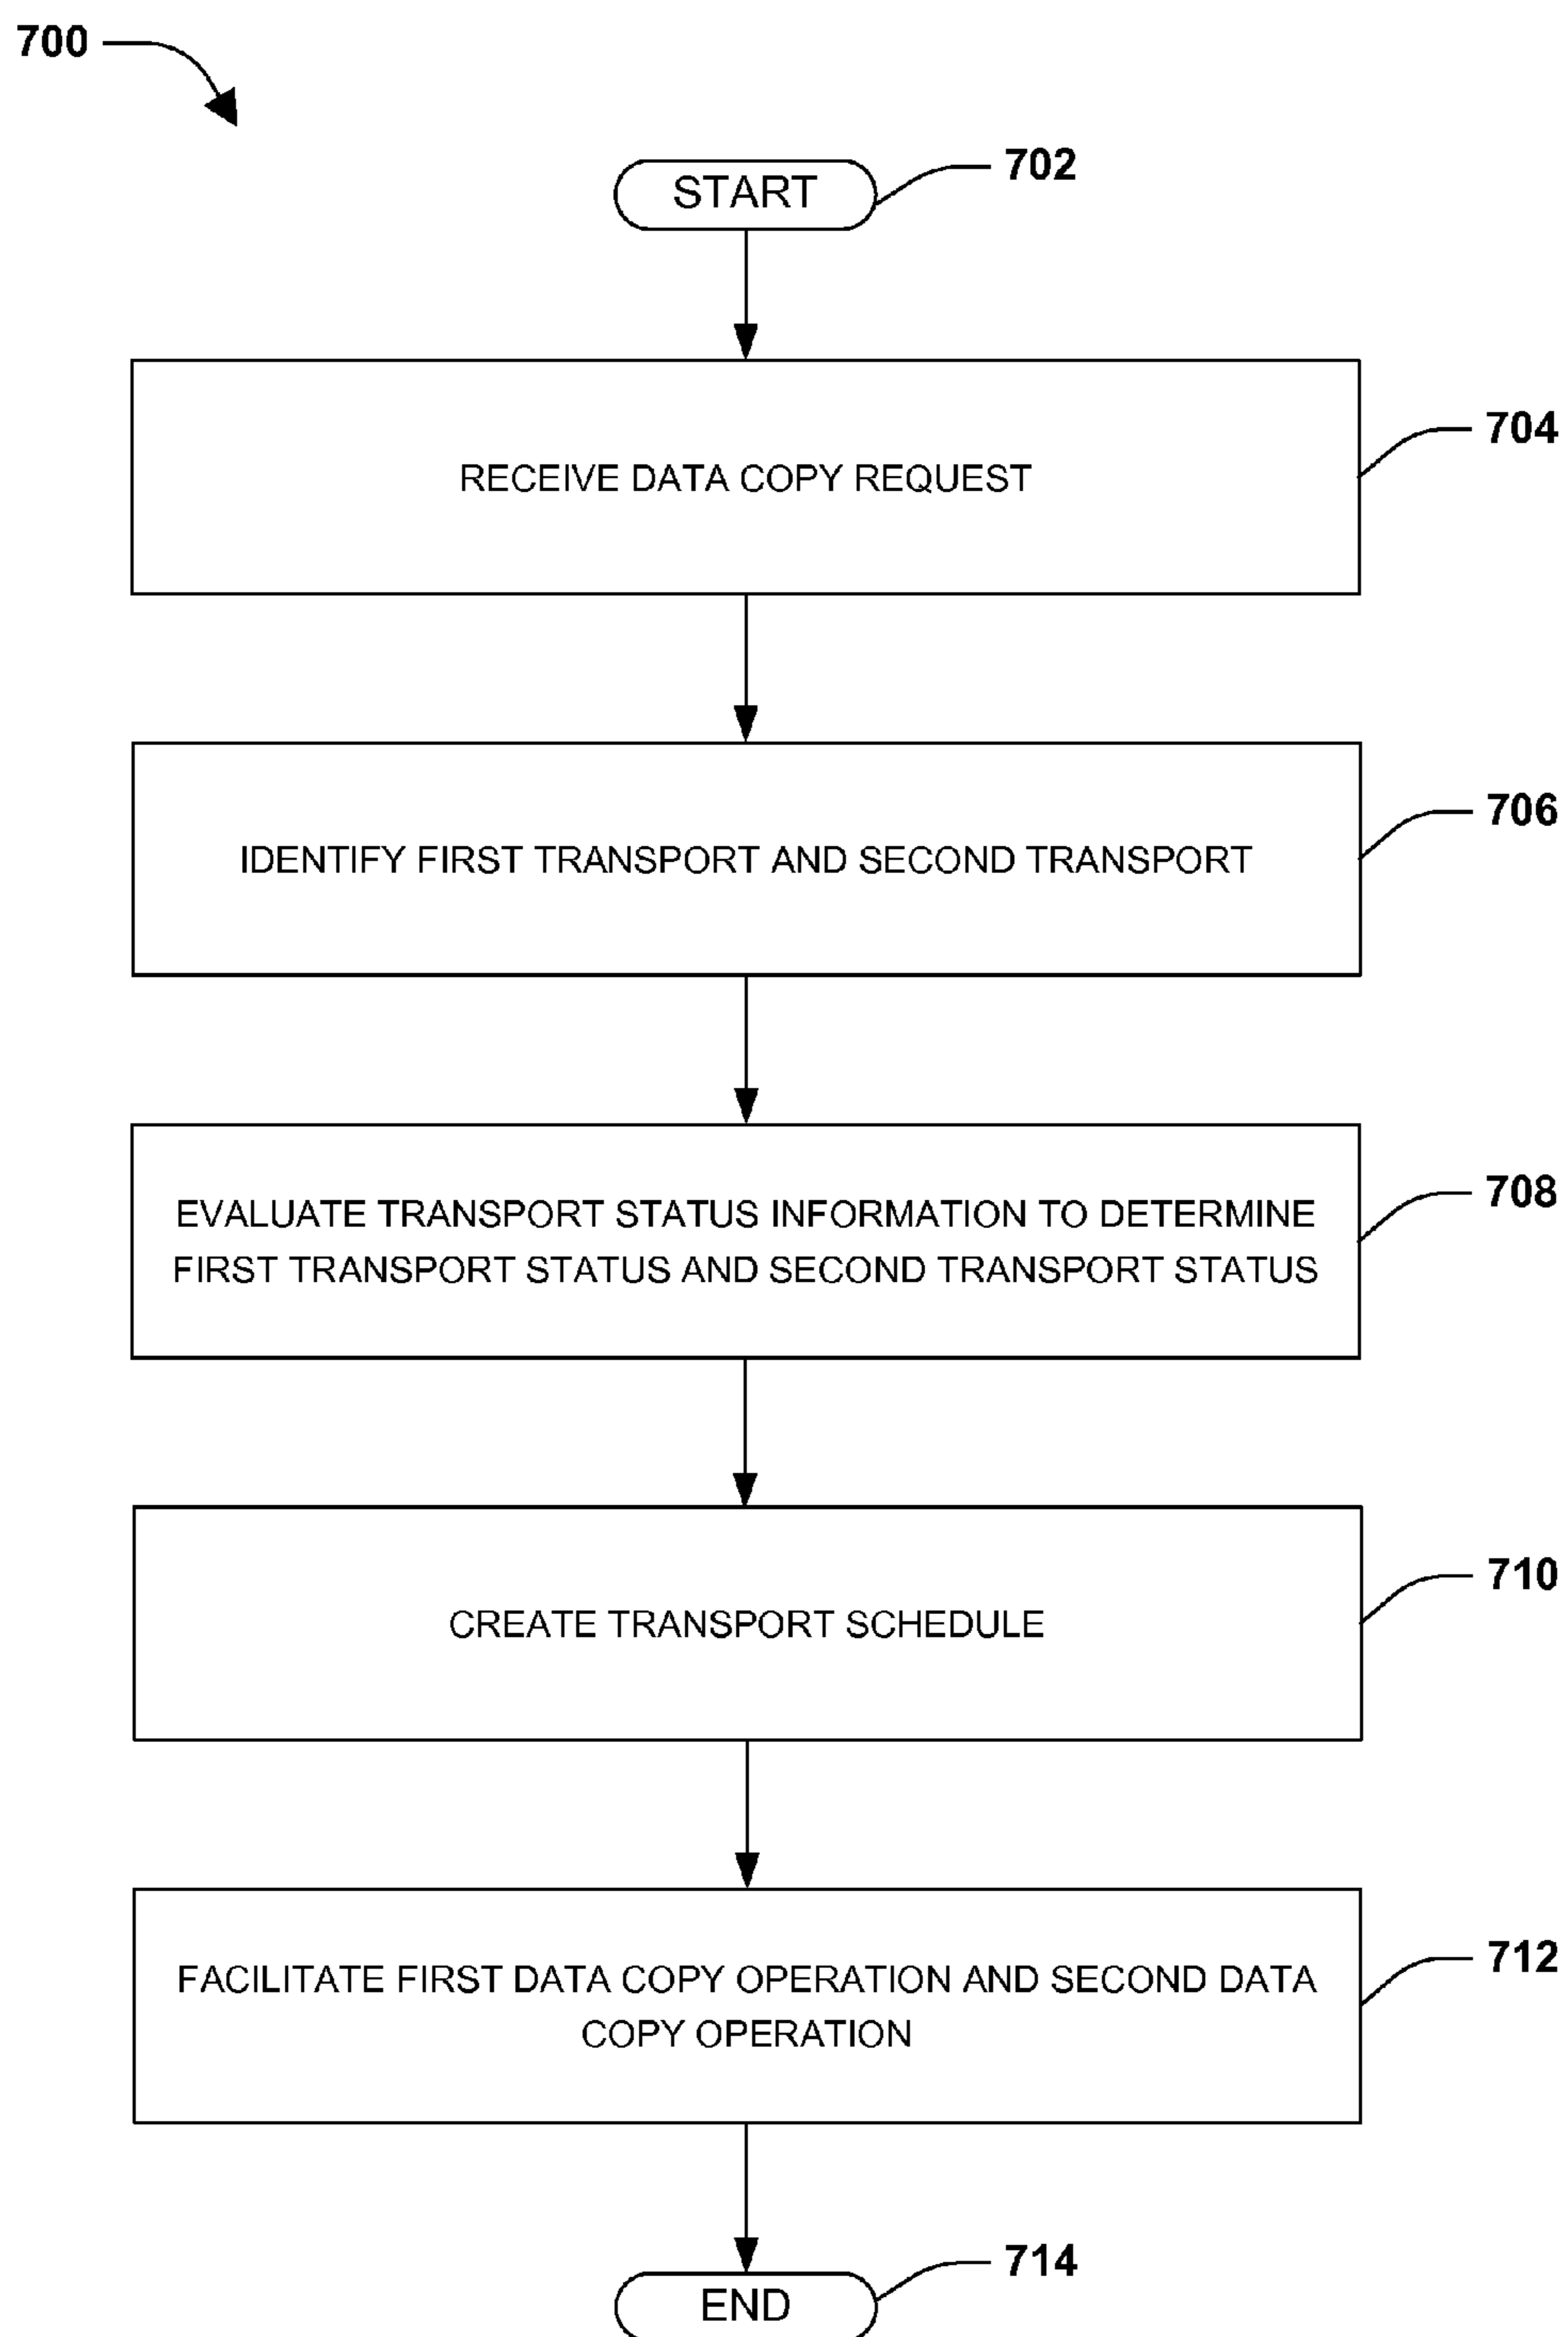 700
START
702
RECEIVE DATA COPY REQUEST
704
IDENTIFY FIRST TRANSPORT AND SECOND TRANSPORT
706
EVALUATE TRANSPORT STATUS INFORMATION TO DETERMINE
FIRST TRANSPORT STATUS AND SECOND TRANSPORT STATUS
708
CREATE TRANSPORT SCHEDULE
710
FACILITATE FIRST DATA COPY OPERATION AND SECOND DATA
COPY OPERATION
712
END
714